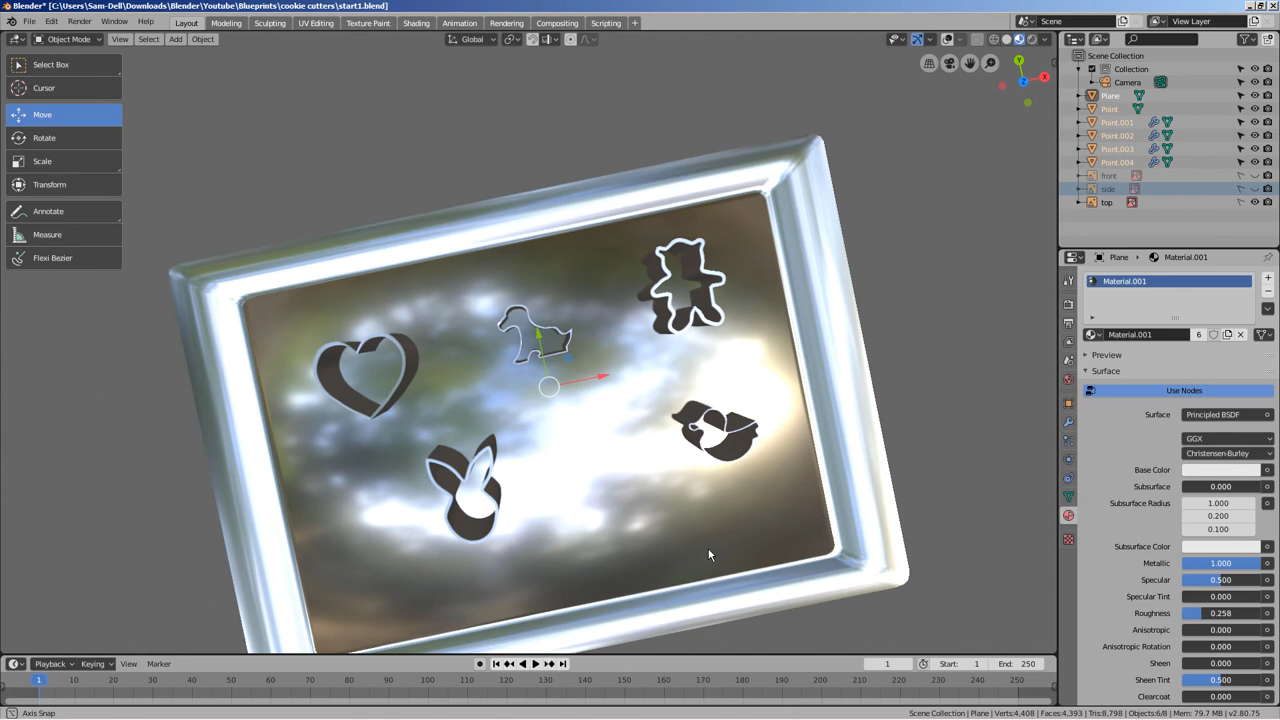 Blender* [C:\Users\Sam-Dell\Downloads\Blender\Youtube\Blueprints\cookie cutters\start1.blend]
File Edit Render Window Help Layout Modeling Sculpting UV Editing Texture Paint Shading Animation Rendering Compositing Scripting + Scene View Layer
Object Mode View Select Add Object Global
Select Box
Cursor
Move
Rotate
Scale
Transform
Annotate
Measure
Flexi Bezier
Y
X
Z
Scene Collection
Collection
Camera
Plane
Point
Point.001
Point.002
Point.003
Point.004
front
side
top
Plane Material.001
Material.001
Material.001 6
Preview
Surface
Use Nodes
Surface Principled BSDF
GGX
Christensen-Burley
Base Color
Subsurface 0.000
Subsurface Radius 1.000
0.200
0.100
Subsurface Color
Metallic 1.000
Specular 0.500
Specular Tint 0.000
Roughness 0.258
Anisotropic 0.000
Anisotropic Rotation 0.000
Sheen 0.000
Sheen Tint 0.500
Clearcoat 0.000
Playback Keying View Marker 1 Start: 1 End: 250
1 10 20 30 40 50 60 70 80 90 100 110 120 130 140 150 160 170 180 190 200 210 220 230 240 250
Axis Snap
Scene Collection | Plane | Verts:4,408 | Faces:4,393 | Tris:8,798 | Objects:6/8 | Mem: 79.7 MB | v2.80.75